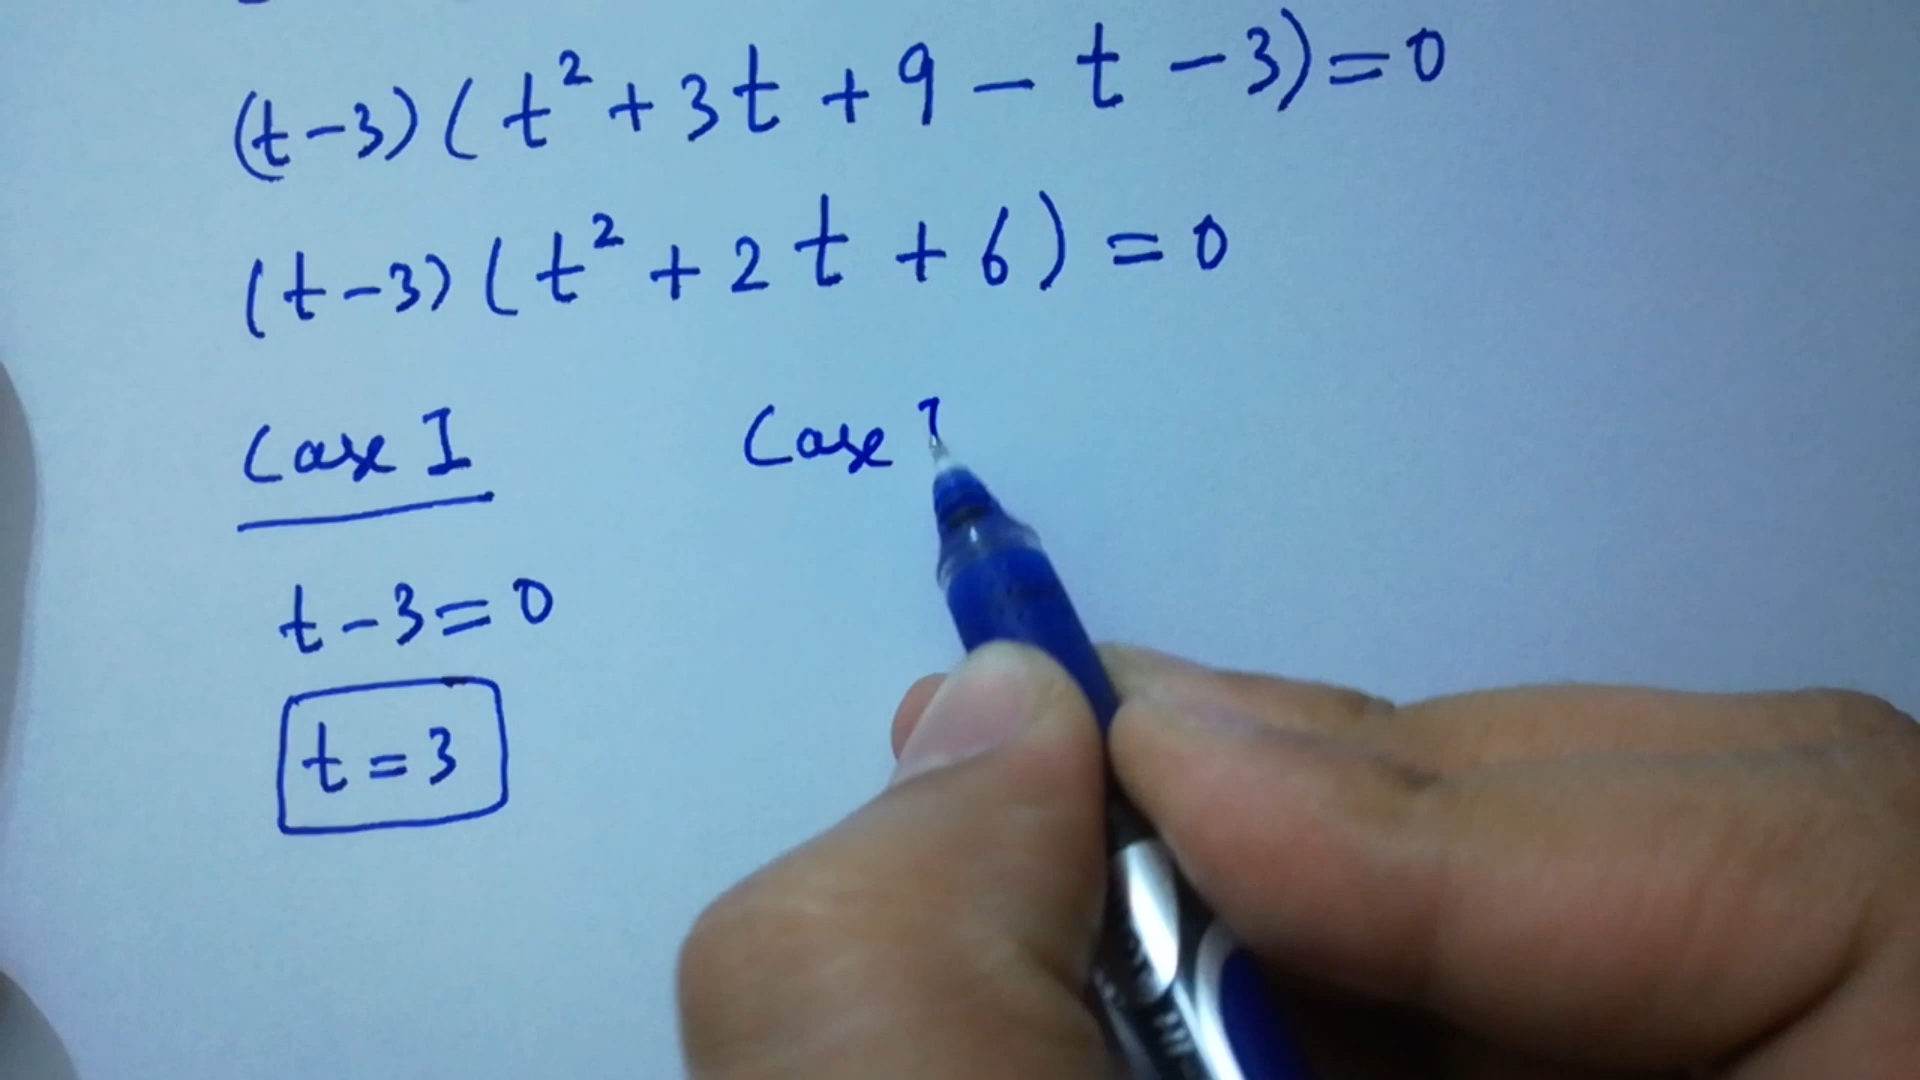 (t-3)(t²+3t+9-t-3)=0
(t-3)(t²+2t+6)=0
Case I
Case I
t-3=0
t=3